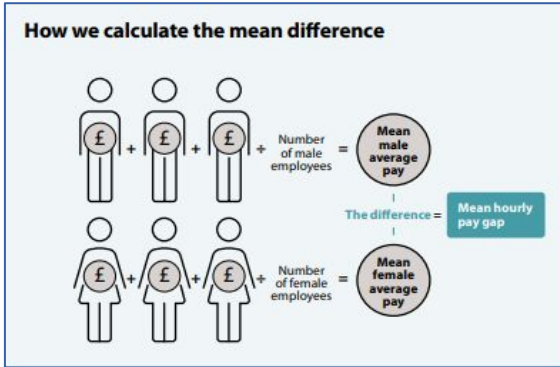 How we calculate the mean difference
£ + £ + £ ÷ Number of male employees = Mean male average pay
The difference = Mean hourly pay gap
£ + £ + £ ÷ Number of female employees = Mean female average pay